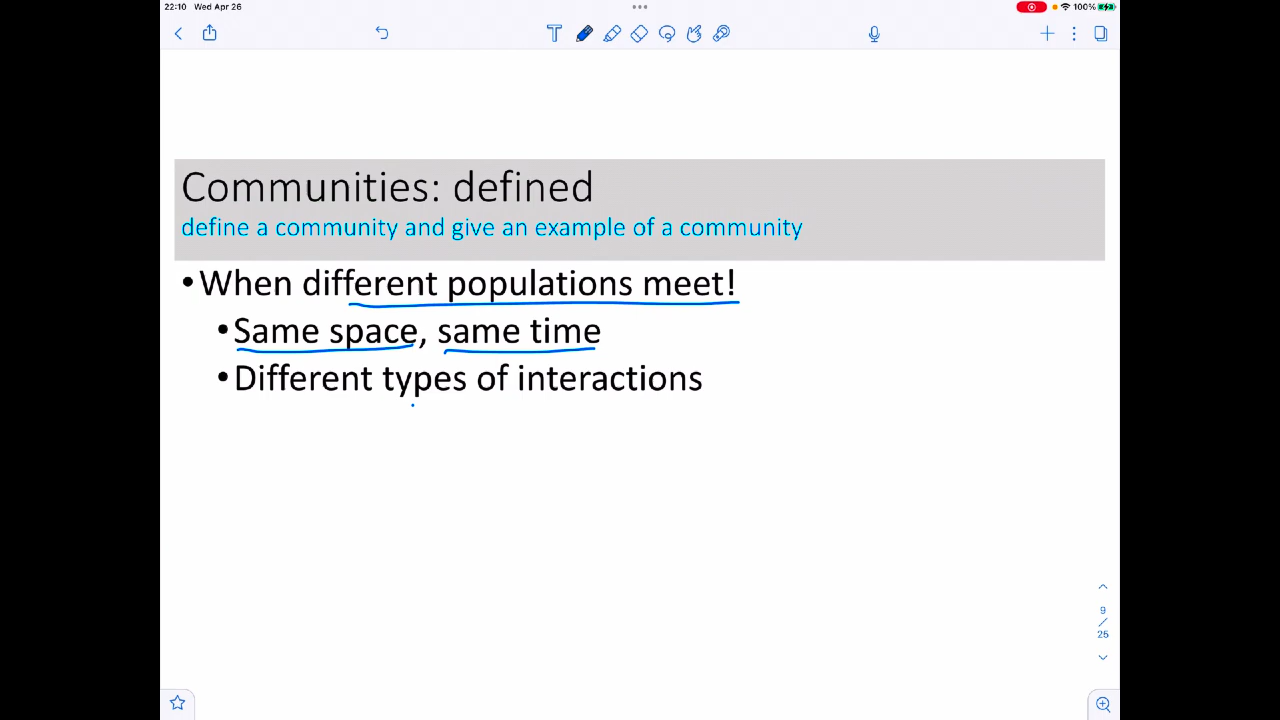 22:10 Wed Apr 26
100%
T
Communities: defined
define a community and give an example of a community
•When different populations meet!
•Same space, same time
•Different types of interactions
9
/
25